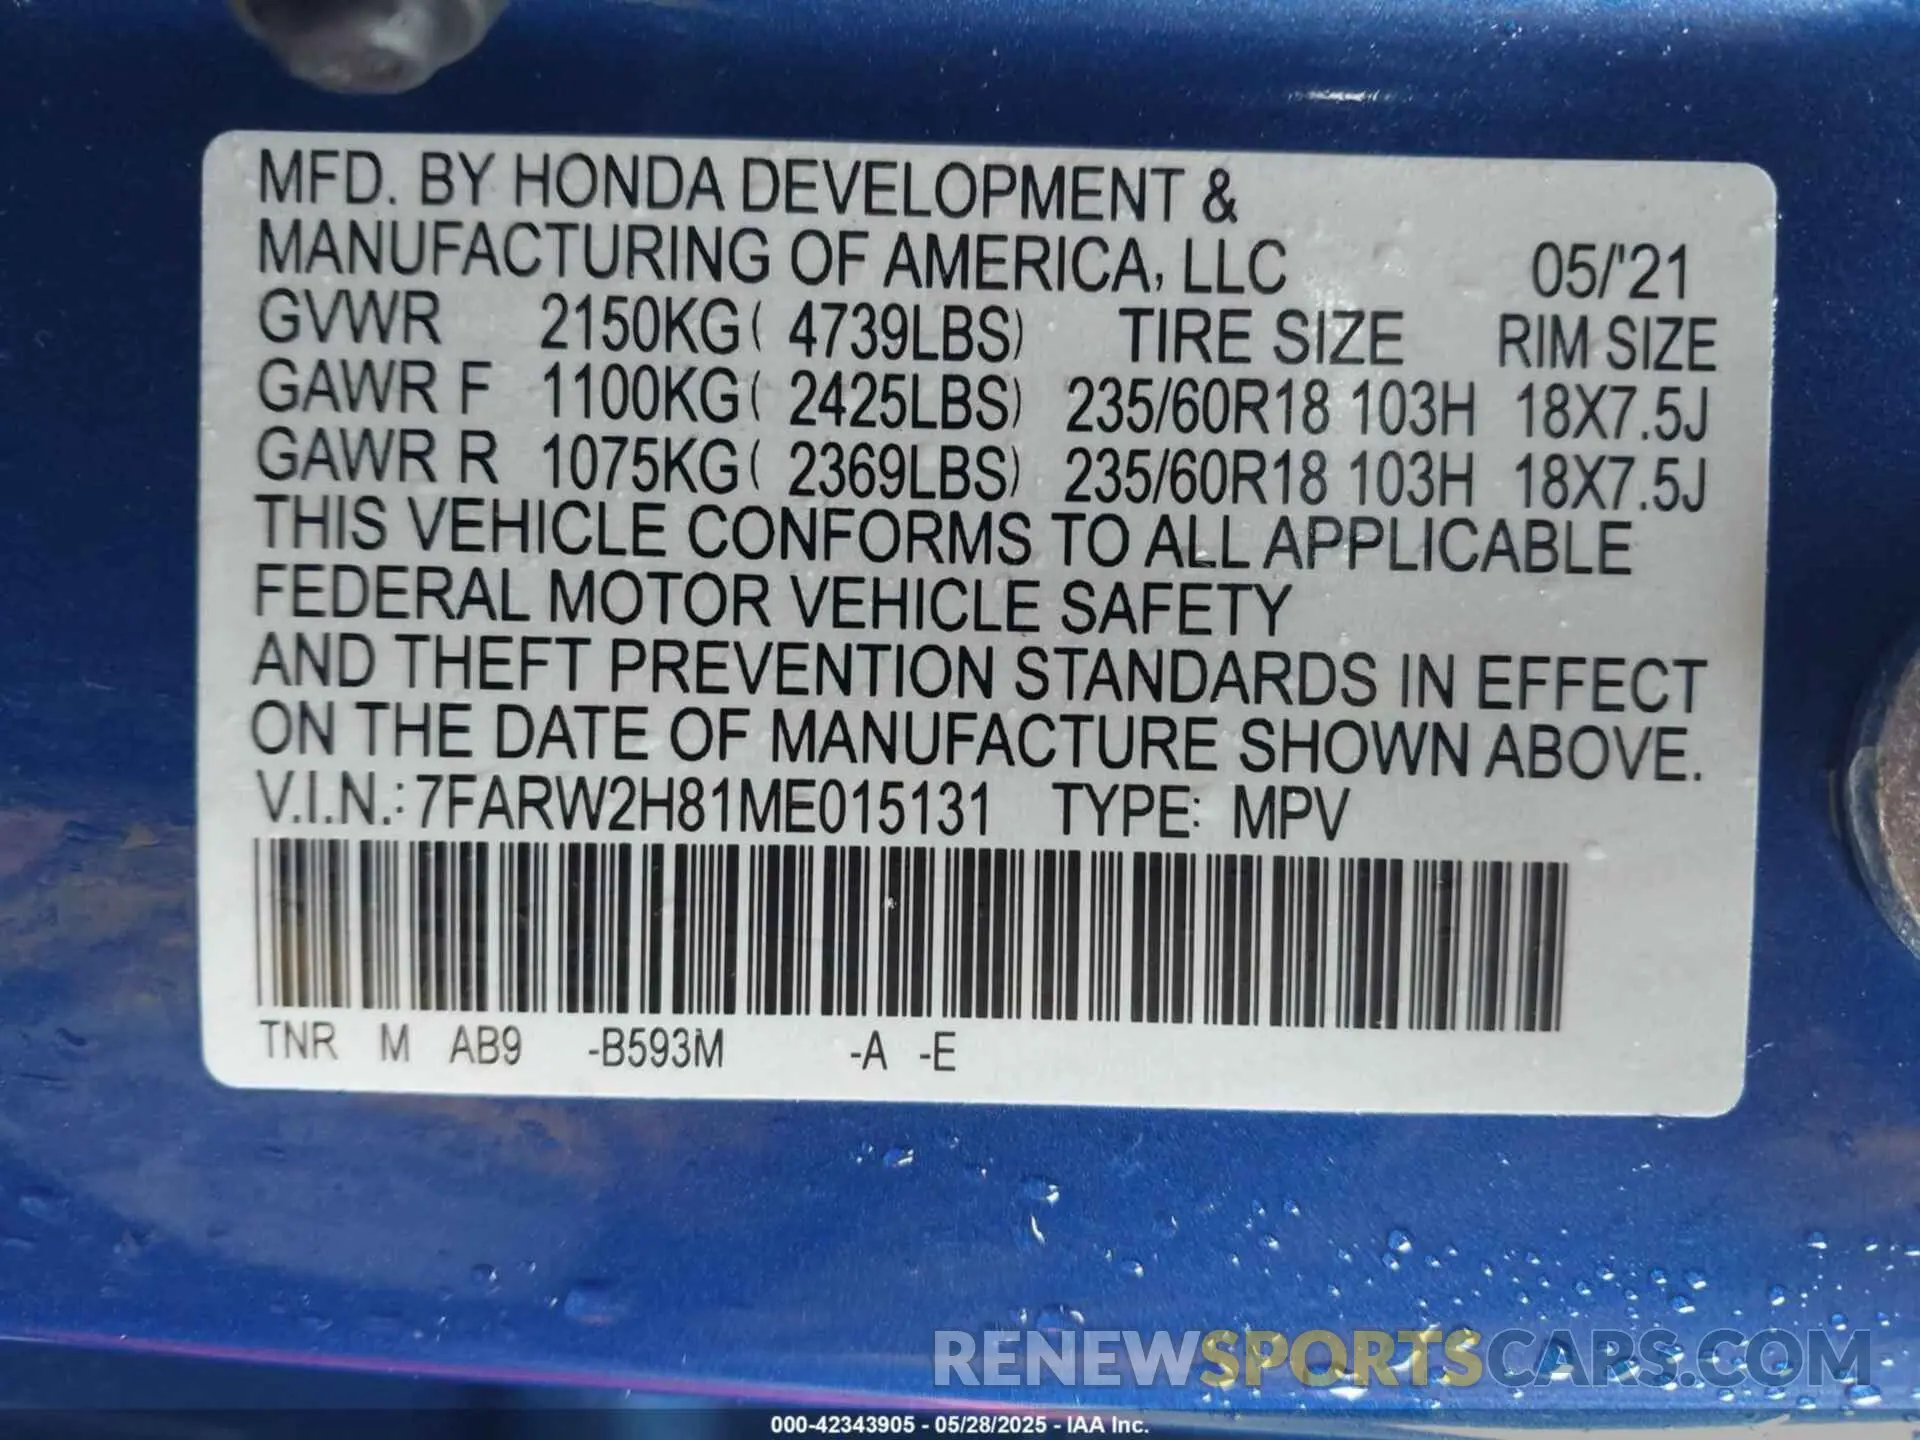 MFD. BY HONDA DEVELOPMENT &
MANUFACTURING OF AMERICA, LLC 05/'21
GVWR 2150KG( 4739LBS) TIRE SIZE RIM SIZE
GAWR F 1100KG( 2425LBS) 235/60R18 103H 18X7.5J
GAWR R 1075KG( 2369LBS) 235/60R18 103H 18X7.5J
THIS VEHICLE CONFORMS TO ALL APPLICABLE
FEDERAL MOTOR VEHICLE SAFETY
AND THEFT PREVENTION STANDARDS IN EFFECT
ON THE DATE OF MANUFACTURE SHOWN ABOVE.
V.I.N.: 7FARW2H81ME015131 TYPE: MPV
TNR M AB9 -B593M -A -E
RENEWSPORTSCARS.COM
000-42343905 - 05/28/2025 - IAA Inc.